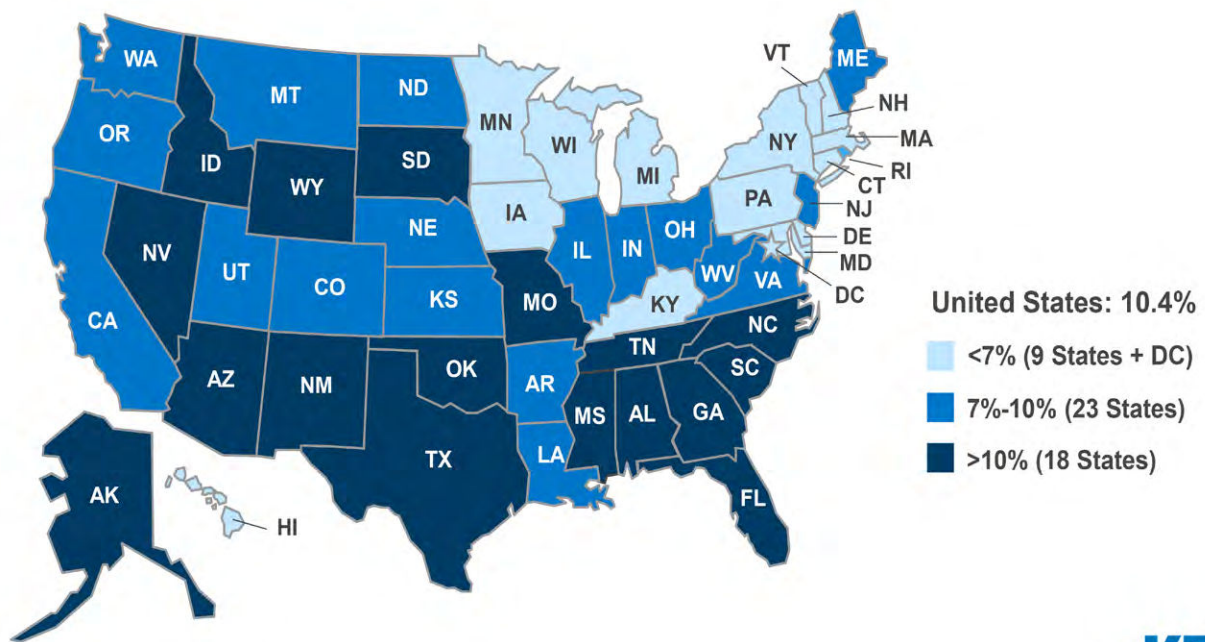 WA
MT
ND
MN
VT
ME
NH
OR
ID
SD
WI
NY
MA
WY
MI
RI
CT
IA
PA
NJ
NV
NE
OH
DE
UT
IL
IN
MD
CO
WV
VA
DC
CA
KS
MO
KY
United States: 10.4%
NC
<7% (9 States + DC)
TN
AZ
NM
OK
AR
SC
7%-10% (23 States)
MS
AL
GA
TX
LA
>10% (18 States)
AK
FL
HI